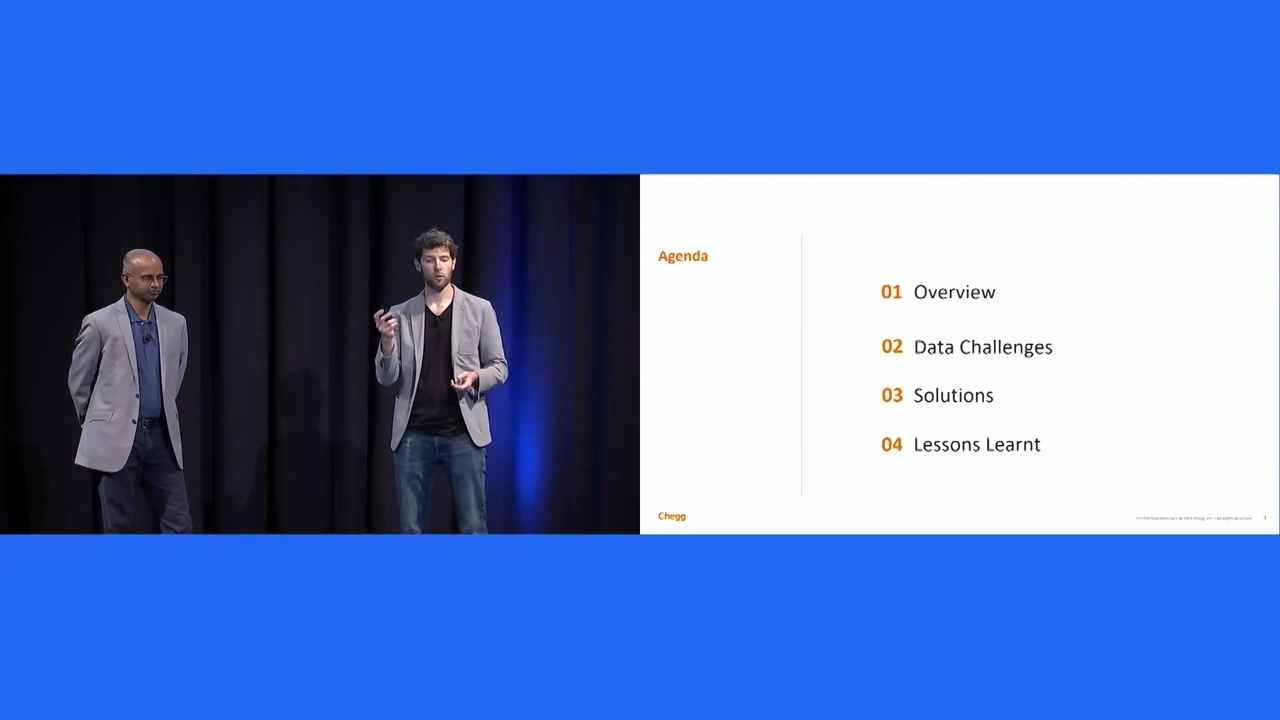 Agenda
01 Overview
02 Data Challenges
03 Solutions
04 Lessons Learnt
Chegg